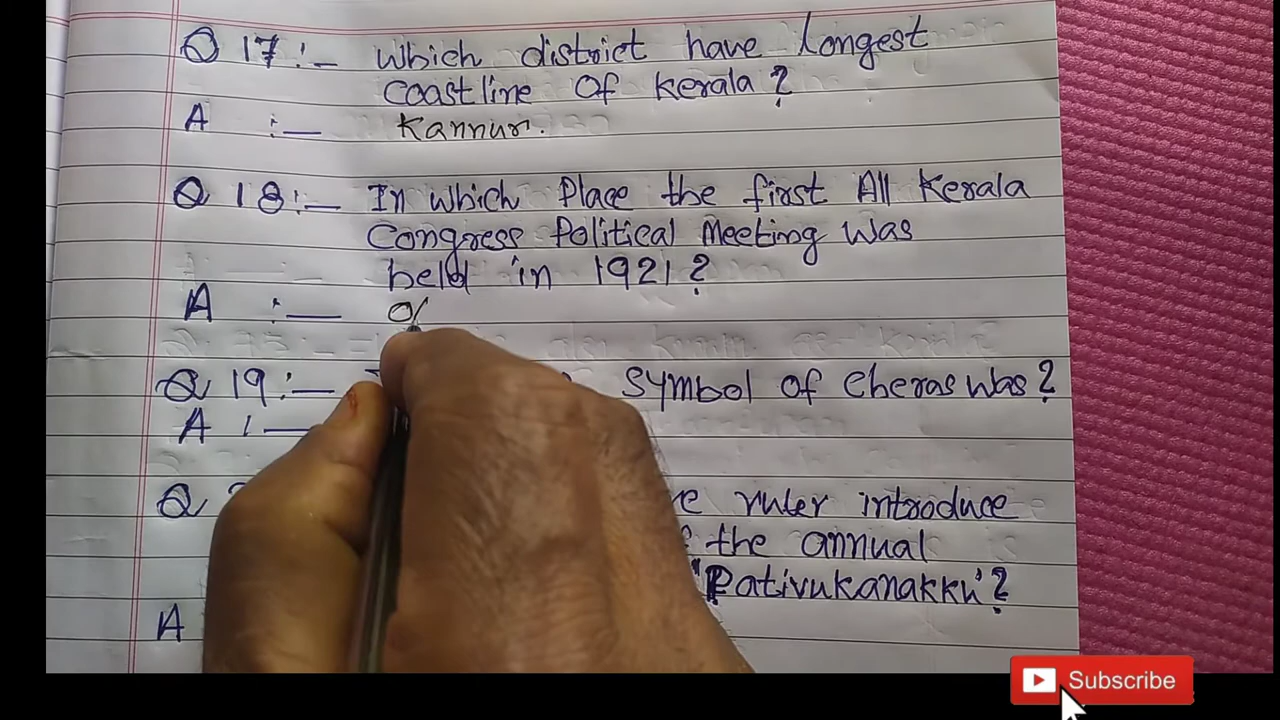 Q 17:— Which district have Longest
Coastline Of Kerala?
A :— Kannur.
Q 18:— In which Place the first All Kerala
Congress Political Meeting Was
held in 1921?
A :— O
Q 19:— Symbol of Cheras Was?
A :—
Q ruler introduce
the annual
"Pativukanakku"?
A
Subscribe